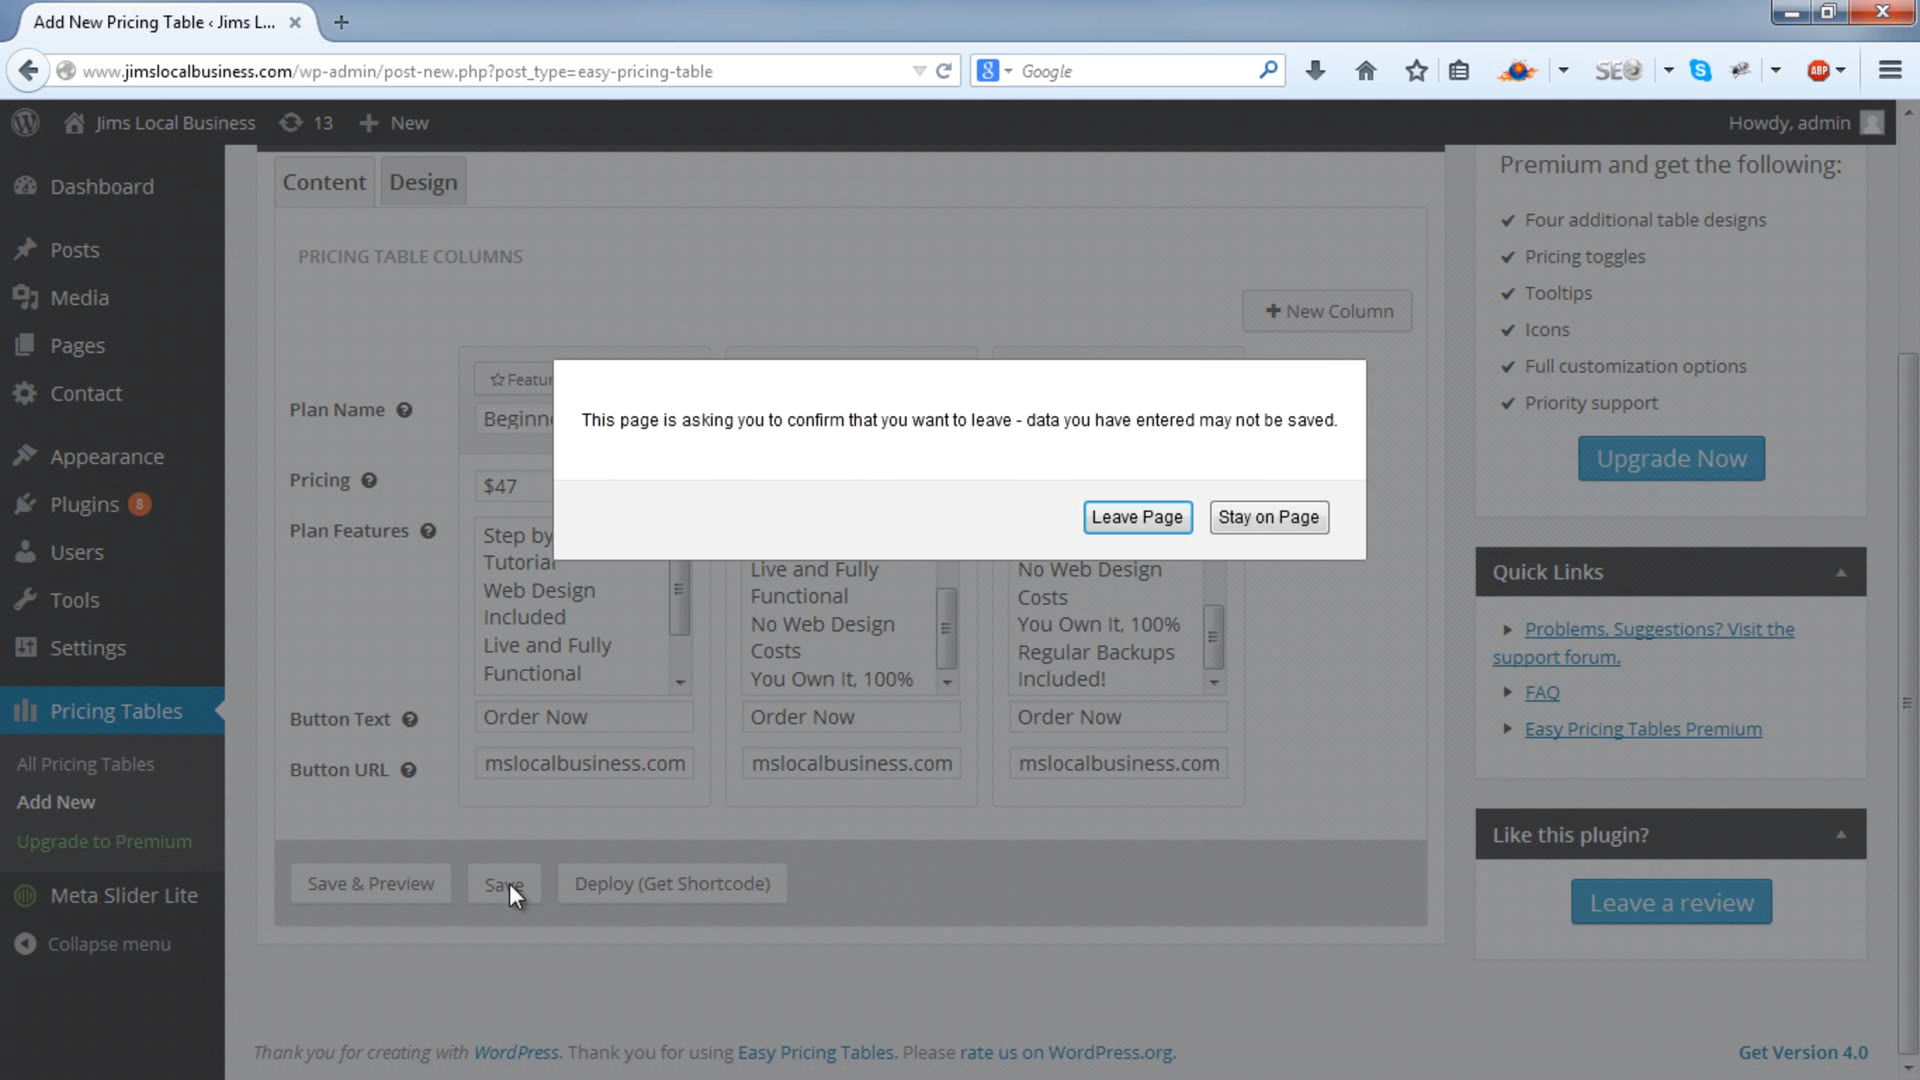 Add New Pricing Table ‹ Jims L...
www.jimslocalbusiness.com/wp-admin/post-new.php?post_type=easy-pricing-table
8
Google
SEO
ABP
Jims Local Business
13
New
Howdy, admin
Dashboard
Posts
Media
Pages
Contact
Appearance
Plugins 8
Users
Tools
Settings
Pricing Tables
All Pricing Tables
Add New
Upgrade to Premium
Meta Slider Lite
Collapse menu
Content
Design
PRICING TABLE COLUMNS
New Column
Featur
Plan Name
Beginne
Pricing
$47
Plan Features
Step by
Tutorial
Web Design
Included
Live and Fully
Functional
Live and Fully
Functional
No Web Design
Costs
You Own It, 100%
No Web Design
Costs
You Own It, 100%
Regular Backups
Included!
Button Text
Order Now
Order Now
Order Now
Button URL
mslocalbusiness.com
mslocalbusiness.com
mslocalbusiness.com
Save & Preview
Save
Deploy (Get Shortcode)
This page is asking you to confirm that you want to leave - data you have entered may not be saved.
Leave Page
Stay on Page
Premium and get the following:
Four additional table designs
Pricing toggles
Tooltips
Icons
Full customization options
Priority support
Upgrade Now
Quick Links
Problems, Suggestions? Visit the
support forum.
FAQ
Easy Pricing Tables Premium
Like this plugin?
Leave a review
Thank you for creating with WordPress. Thank you for using Easy Pricing Tables. Please rate us on WordPress.org.
Get Version 4.0